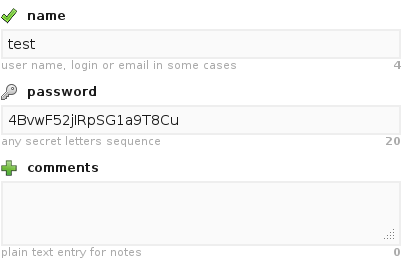 name
test
user name, login or email in some cases 4
password
4BvwF52jlRpSG1a9T8Cu
any secret letters sequence 20
comments
plain text entry for notes 0